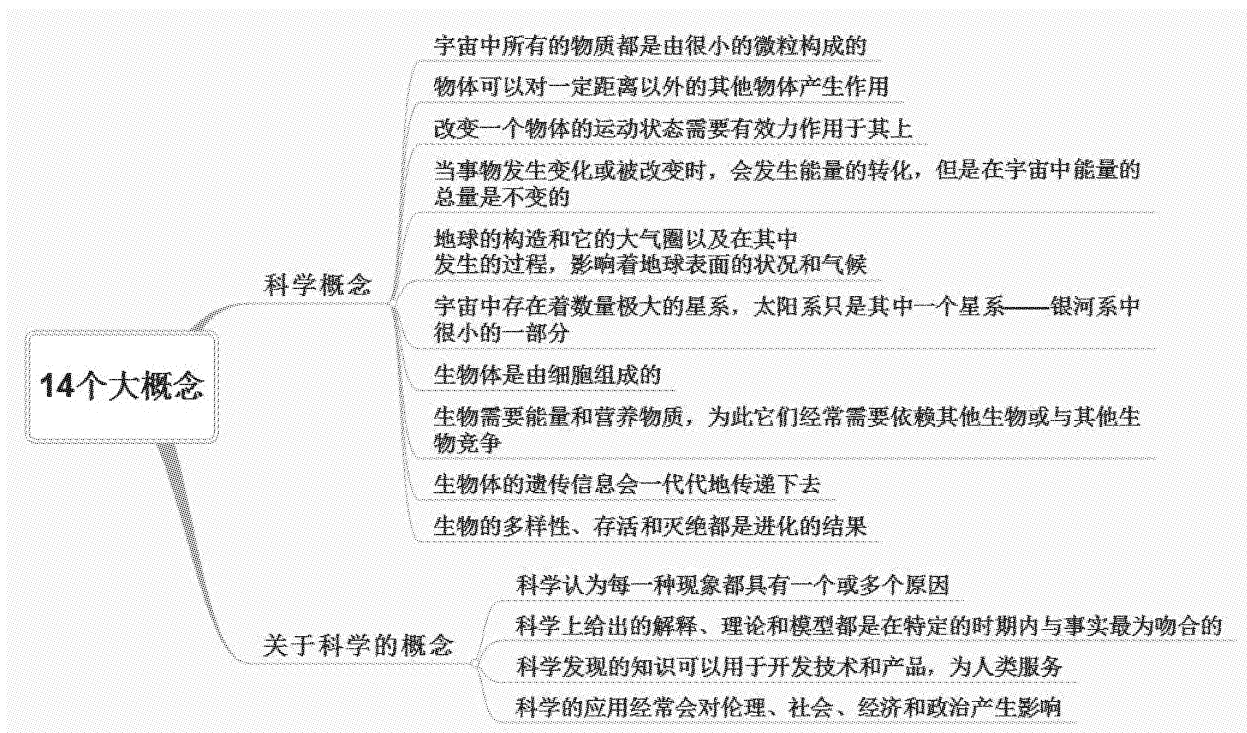 宇宙中所有的物质都是由很小的微粒构成的
物体可以对一定距离以外的其他物体产生作用
改变一个物体的运动状态需要有效力作用于其上
当事物发生变化或被改变时，会发生能量的转化，但是在宇宙中能量的
总量是不变的
地球的构造和它的大气圈以及在其中
发生的过程，影响着地球表面的状况和气候
科学概念
宇宙中存在着数量极大的星系，太阳系只是其中一个星系——银河系中
很小的一部分
14个大概念
生物体是由细胞组成的
生物需要能量和营养物质，为此它们经常需要依赖其他生物或与其他生
物竞争
生物体的遗传信息会一代代地传递下去
生物的多样性、存活和灭绝都是进化的结果
科学认为每一种现象都具有一个或多个原因
科学上给出的解释、理论和模型都是在特定的时期内与事实最为吻合的
关于科学的概念
科学发现的知识可以用于开发技术和产品，为人类服务
科学的应用经常会对伦理、社会、经济和政治产生影响